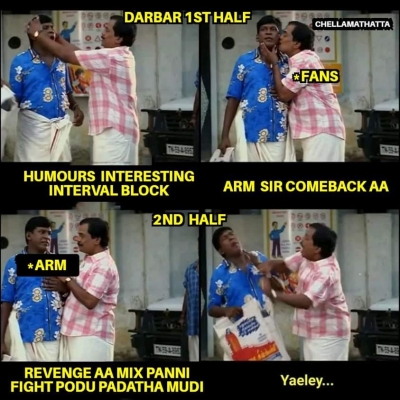 DARBAR 1ST HALF
CHELLAMATHATTA
*FANS
HUMOURS INTERESTING
INTERVAL BLOCK
ARM SIR COMEBACK AA
2ND HALF
*ARM
REVENGE AA MIX PANNI
FIGHT PODU PADATHA MUDI
Yaeley...